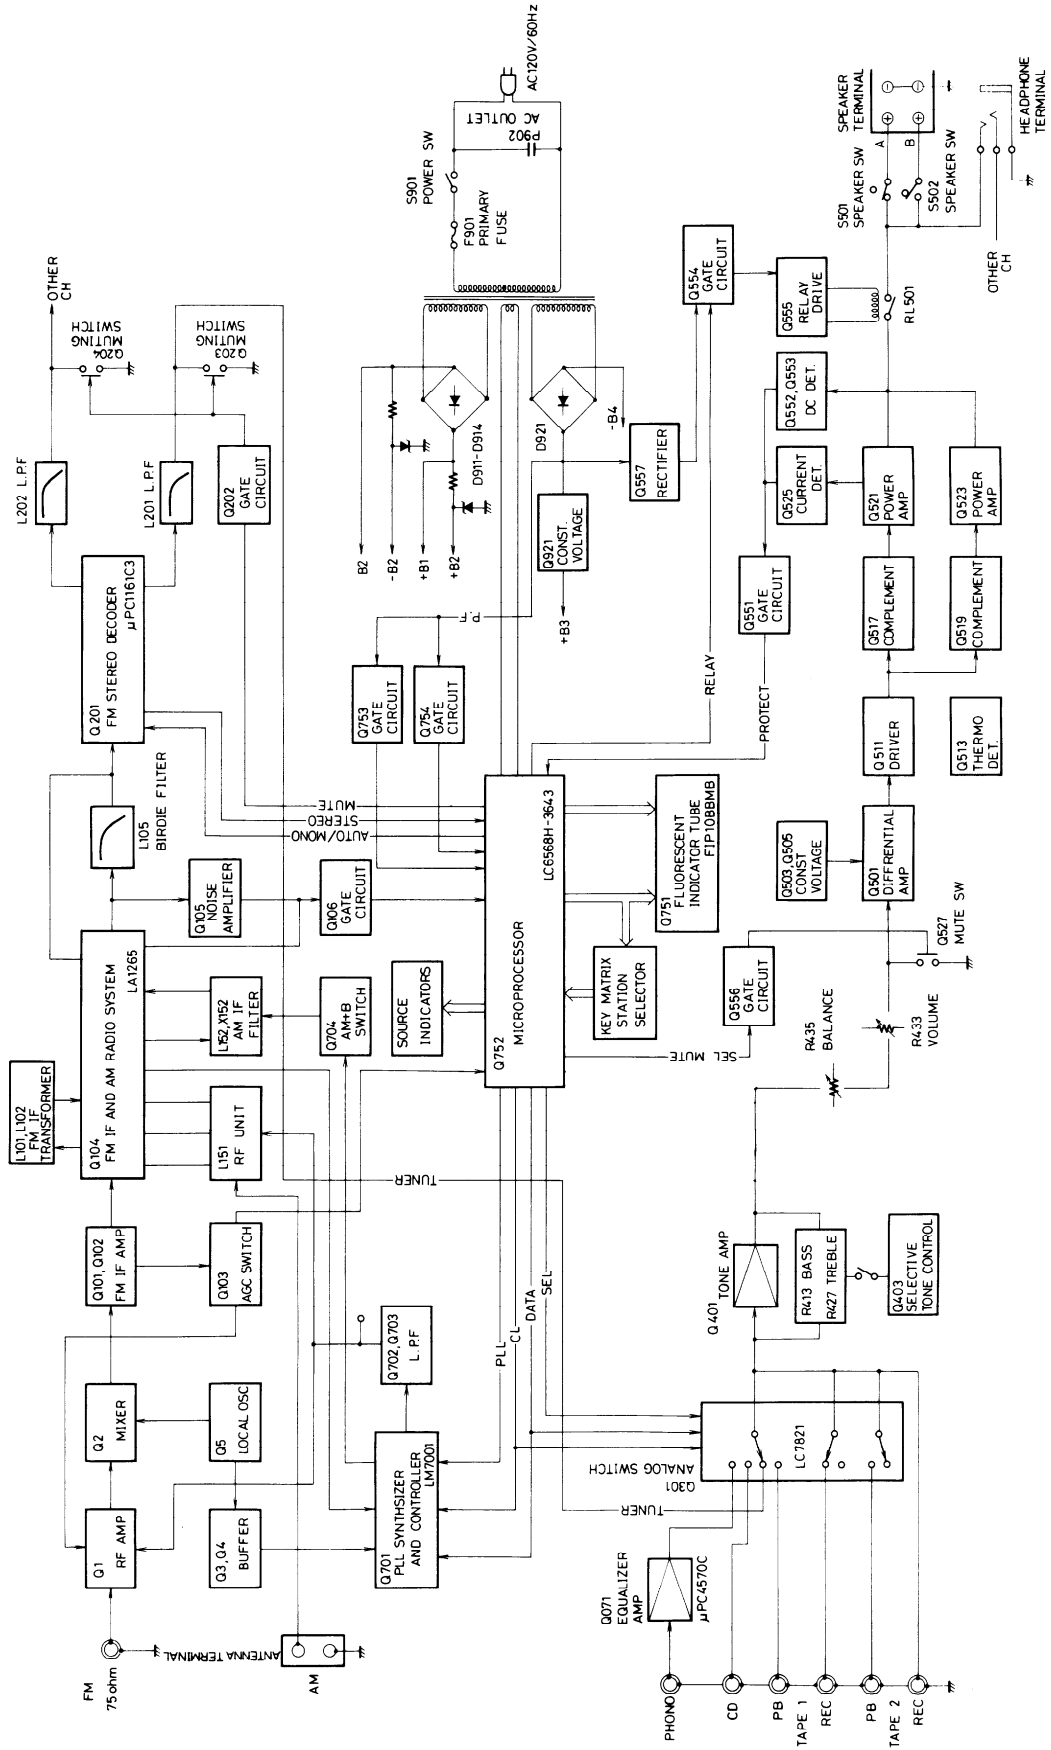 FM
75ohm
ANTENNA TERMINAL
AM
Q1
RF AMP
Q2
MIXER
Q101,Q102
FM IF AMP
L101,L102
FM IF
TRANSFORMER
Q104
FM IF AND AM RADIO SYSTEM
LA1265
L105
BIRDIE FILTER
Q201
FM STEREO DECODER
µPC1161C3
L202 L.P.F
L201 L.P.F
OTHER
CH
Q204
MUTING
SWITCH
Q203
MUTING
SWITCH
Q202
GATE
CIRCUIT
Q3,Q4
BUFFER
Q5
LOCAL OSC
Q103
AGC SWITCH
L151
RF UNIT
L152,X152
AM IF
FILTER
Q105
NOISE
AMPLIFIER
Q106
GATE
CIRCUIT
Q704
AM+B
SWITCH
SOURCE
INDICATORS
Q701
PLL SYNTHSIZER
AND CONTROLLER
LM7001
Q702,Q703
L.P.F
MUTE
STEREO
AUTO/MONO
Q753
GATE
CIRCUIT
Q754
GATE
CIRCUIT
P.F
B2
-B2
+B1
+B2
D911-D914
D921
-B4
Q921
CONST.
VOLTAGE
+B3
Q557
RECTIFIER
S901
POWER SW
F901
PRIMARY
FUSE
P902
AC OUTLET
AC120V/60Hz
TUNER
PLL
CL
DATA
SEL
Q752
MICROPROCESSOR
LC6568H-3643
SEL MUTE
KEY MATRIX
STATION
SELECTOR
Q751
FLUORESCENT
INDICATOR TUBE
FIP10BBMB
RELAY
PROTECT
Q551
GATE
CIRCUIT
Q554
GATE
CIRCUIT
Q555
RELAY
DRIVE
RL501
Q552,Q553
DC DET.
Q525
CURRENT
DET.
PHONO
CD
PB
TAPE 1
REC
PB
TAPE 2
REC
Q071
EQUALIZER
AMP
µPC4570C
TUNER
Q301
ANALOG SWITCH
LC7821
Q401 TONE AMP
R413 BASS
R427 TREBLE
Q403
SELECTIVE
TONE CONTROL
R435
BALANCE
R433
VOLUME
Q556
GATE
CIRCUIT
Q527
MUTE SW
Q503,Q505
CONST
VOLTAGE
Q501
DIFFRENTIAL
AMP
Q511
DRIVER
Q513
THERMO
DET.
Q517
COMPLEMENT
Q519
COMPLEMENT
Q521
POWER
AMP
Q523
POWER
AMP
S501
SPEAKER SW
S502
SPEAKER SW
SPEAKER
TERMINAL
A
B
OTHER
CH
HEADPHONE
TERMINAL